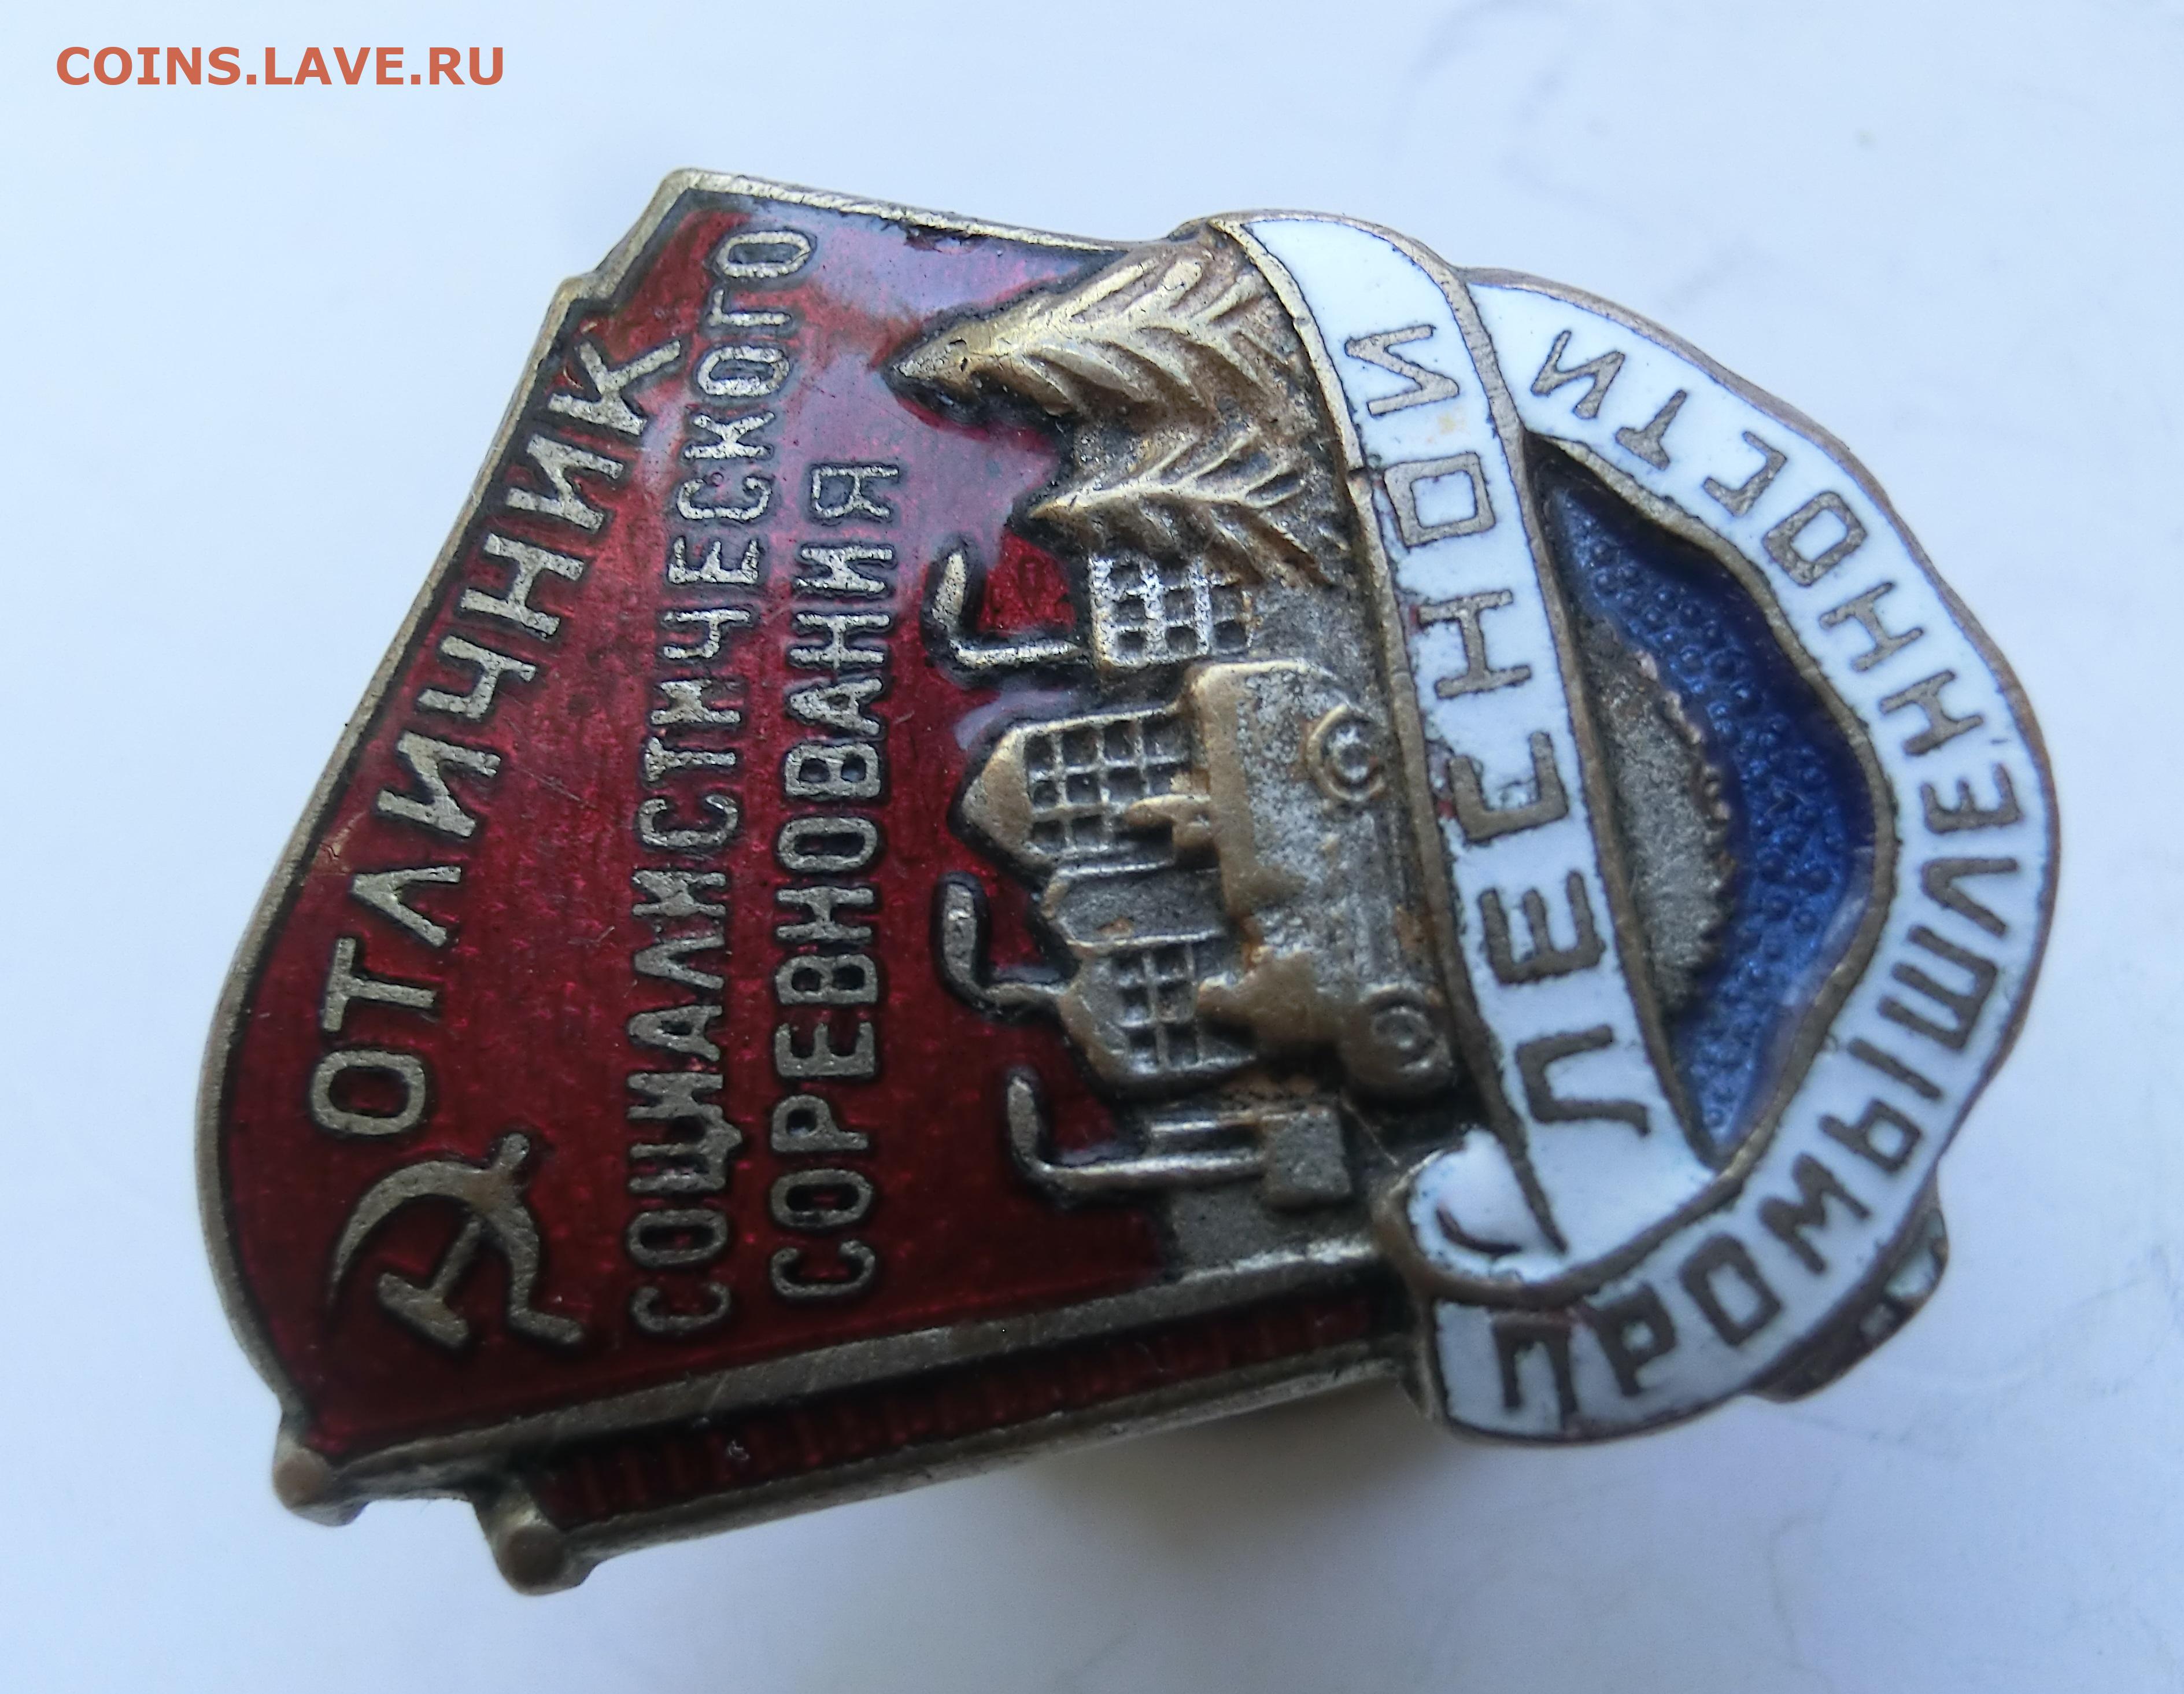 COINS.LAVE.RU
ОТЛИЧНИК
СОЦИАЛИСТИЧЕСКОГО
СОРЕВНОВАНИЯ
ЛЕСНОЙ
ПРОМЫШЛЕННОСТИ